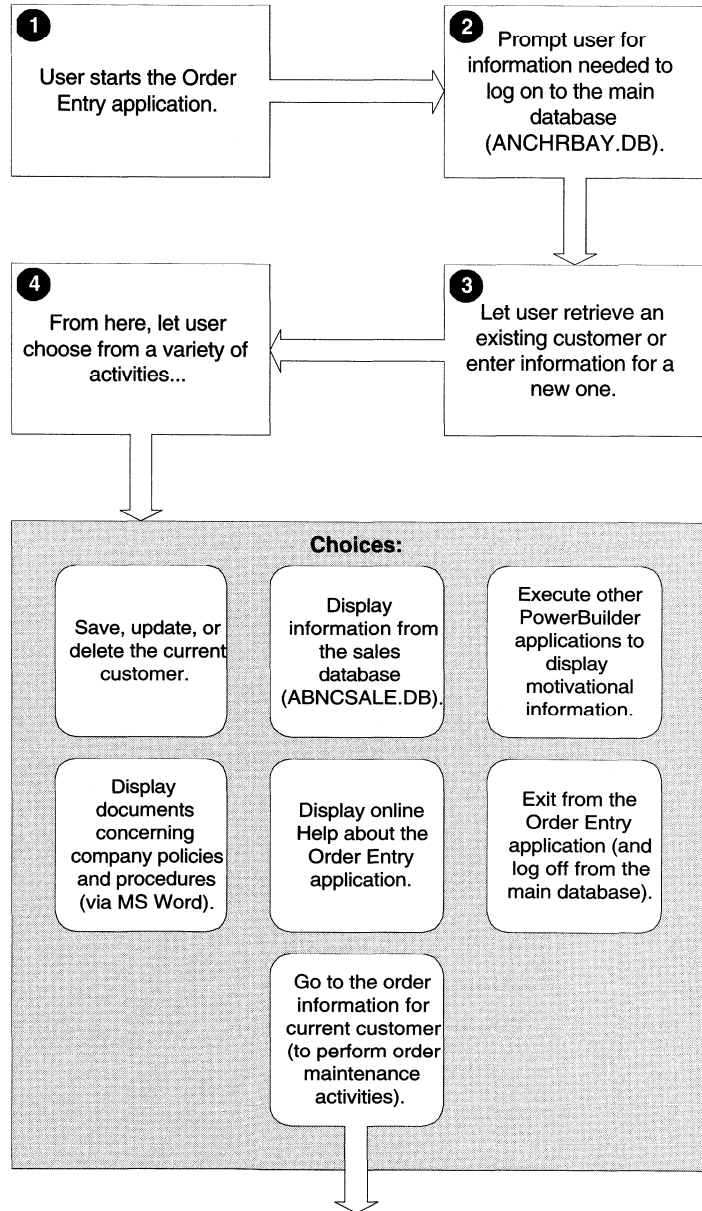 1
User starts the Order
Entry application.
2
Prompt user for
information needed to
log on to the main
database
(ANCHRBAY.DB).
4
From here, let user
choose from a variety of
activities...
3
Let user retrieve an
existing customer or
enter information for a
new one.
Choices:
Save, update, or
delete the current
customer.
Display
information from
the sales
database
(ABNCSALE.DB).
Execute other
PowerBuilder
applications to
display
motivational
information.
Display
documents
concerning
company policies
and procedures
(via MS Word).
Display online
Help about the
Order Entry
application.
Exit from the
Order Entry
application (and
log off from the
main database).
Go to the order
information for
current customer
(to perform order
maintenance
activities).